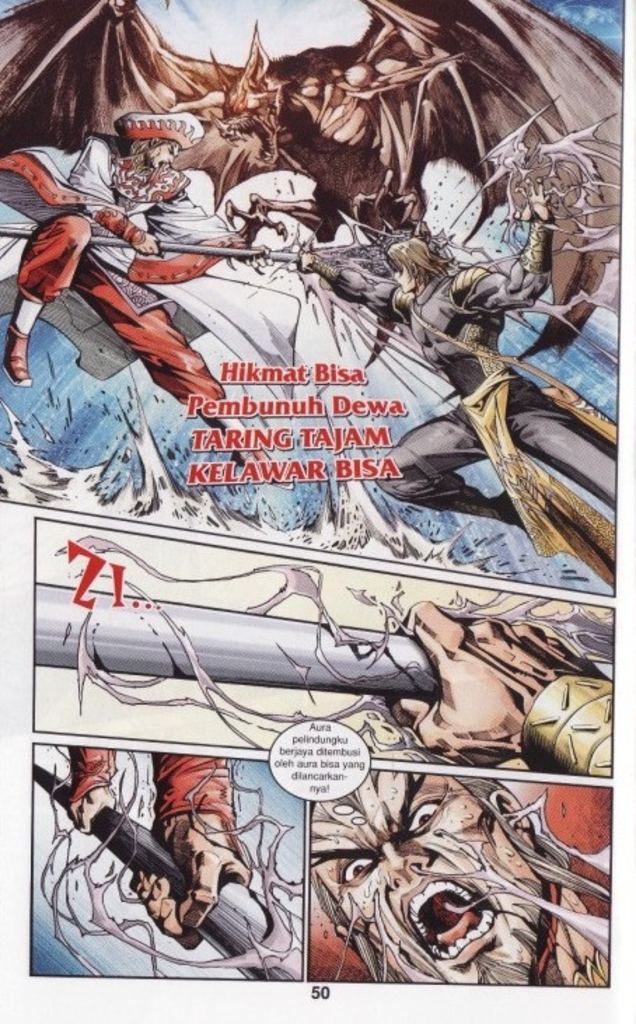 Hikmat Bisa
Pembunuh Dewa
TARING TAJAM
KELAWAR BISA
ZI...
Aura
pelindungku
berjaya ditembusi
oleh aura bisa yang
dilancarkan-
nya!
50